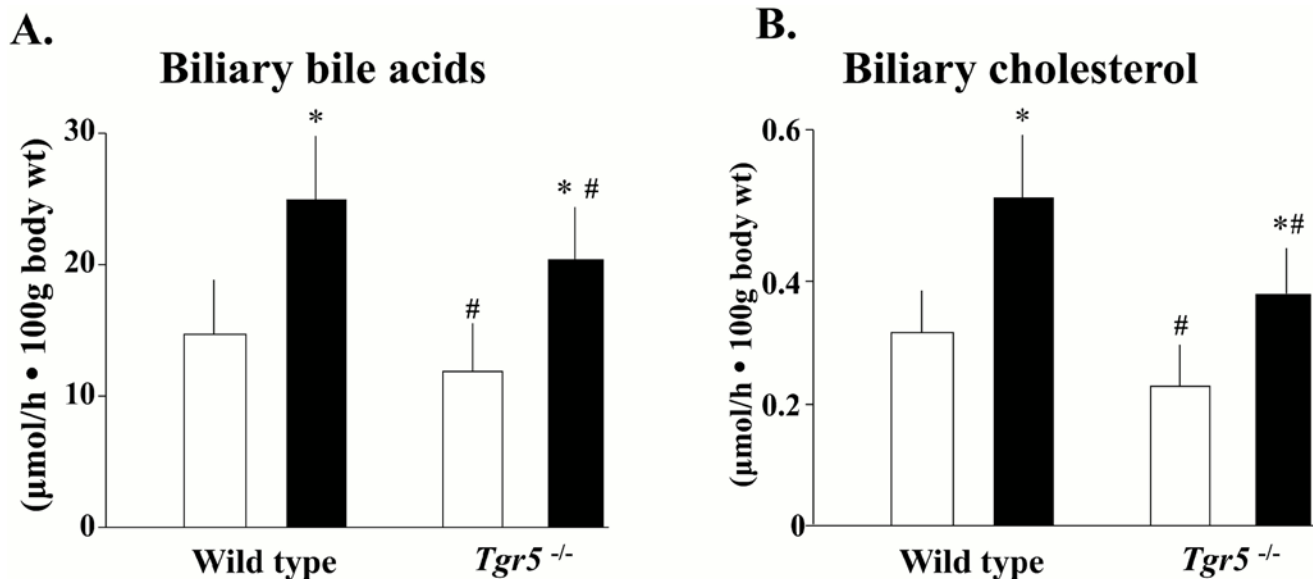 A.
Biliary bile acids
(μmol/h • 100g body wt)
30
20
10
0
*
#
* #
Wild type
Tgr5 -/-
B.
Biliary cholesterol
(μmol/h • 100g body wt)
0.6
0.4
0.2
0
*
#
*#
Wild type
Tgr5 -/-